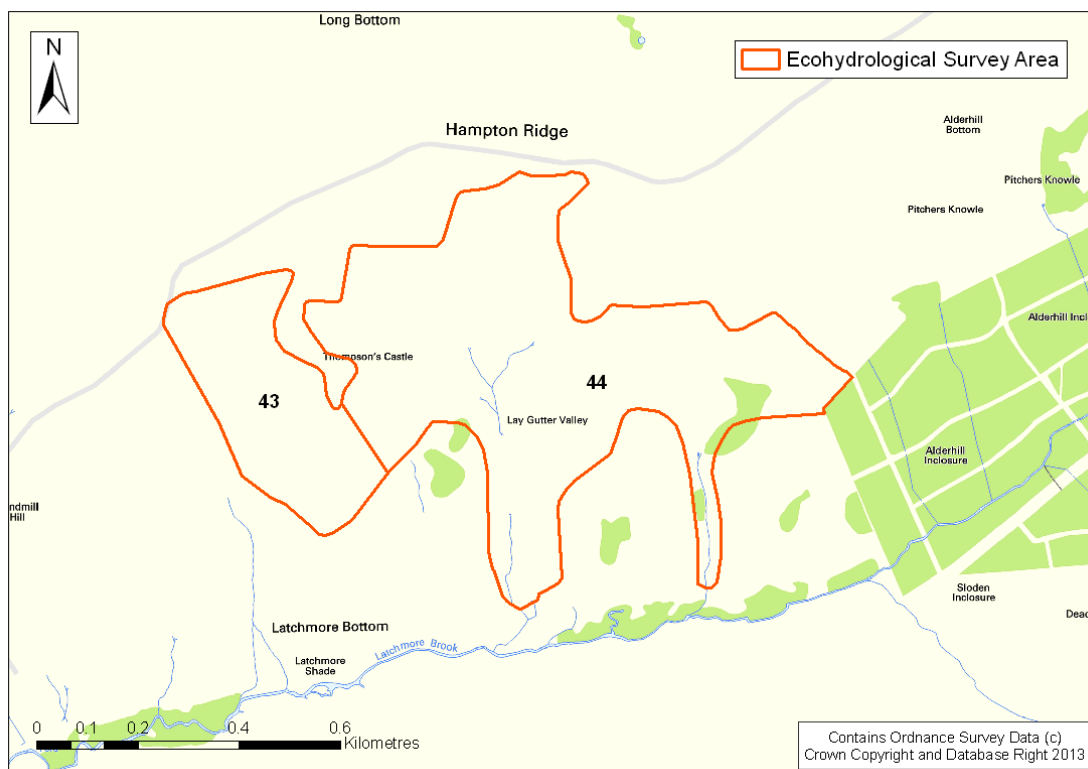 Long Bottom
N
Ecohydrological Survey Area
Hampton Ridge
Alderhill
Bottom
Pitchers Knowle
Pitchers Knowle
Alderhill Incl
Thompson's Castle
43
44
Lay Gutter Valley
Alderhill
Inclosure
ndmill
Hill
Sloden
Inclosure
Dea
Latchmore Bottom
Latchmore Brook
Latchmore
Shade
0 0.1 0.2 0.4 0.6
Kilometres
Contains Ordnance Survey Data (c)
Crown Copyright and Database Right 2013